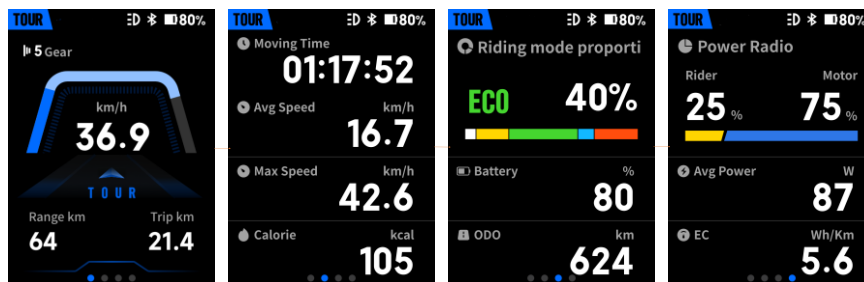 TOUR 80%
5 Gear
km/h
36.9
TOUR
Range km Trip km
64 21.4
TOUR 80%
Moving Time
01:17:52
Avg Speed km/h
16.7
Max Speed km/h
42.6
Calorie kcal
105
TOUR 80%
Riding mode proporti
ECO 40%
Battery %
80
ODO km
624
TOUR 80%
Power Radio
Rider Motor
25 % 75 %
Avg Power W
87
EC Wh/Km
5.6